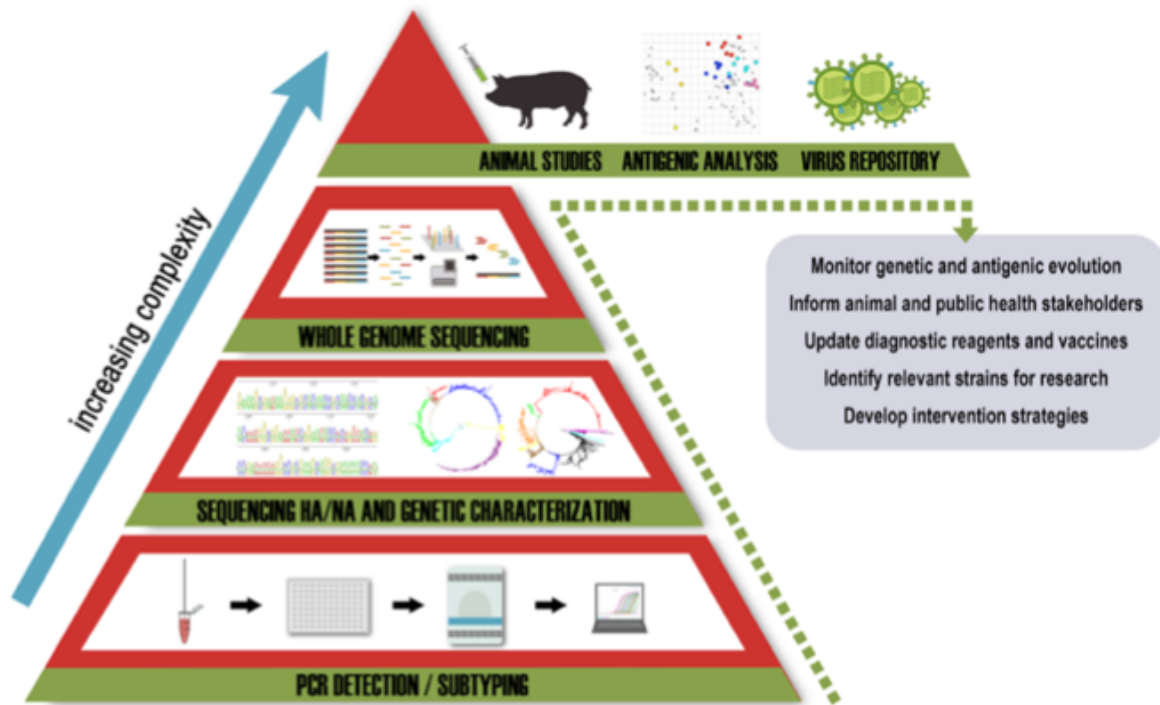 increasing complexity
ANIMAL STUDIES
ANTIGENIC ANALYSIS
VIRUS REPOSITORY
WHOLE GENOME SEQUENCING
SEQUENCING HA/NA AND GENETIC CHARACTERIZATION
PCR DETECTION / SUBTYPING
Monitor genetic and antigenic evolution
Inform animal and public health stakeholders
Update diagnostic reagents and vaccines
Identify relevant strains for research
Develop intervention strategies